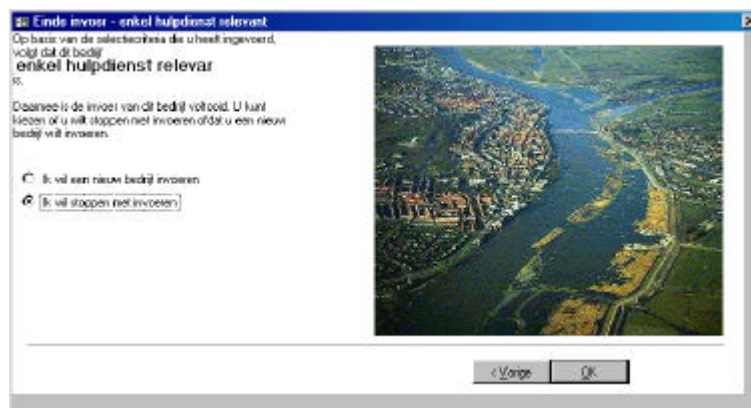 Einde invoer - enkel hulpdienst relevant
Op basis van de selectiecriteria die u heeft ingevoerd,
volgt dat dit bedrijf
enkel hulpdienst relevar
is.
Daarmee is de invoer van dit bedrijf voltooid. U kunt
kiezen of u wilt stoppen met invoeren of dat u een nieuw
bedrijf wilt invoeren.
Ik wil een nieuw bedrijf invoeren
Ik wil stoppen met invoeren
< Vorige
OK